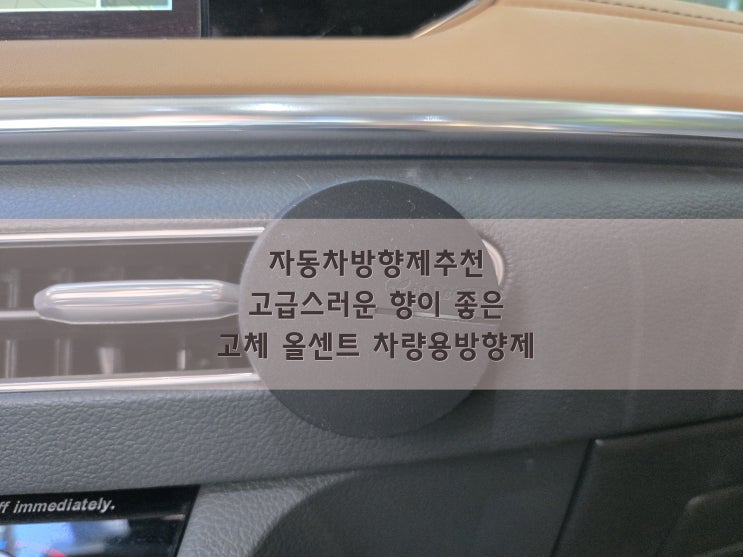 자동차방향제추천
고급스러운 향이 좋은
고체 올센트 차량용방향제
ff immediately.